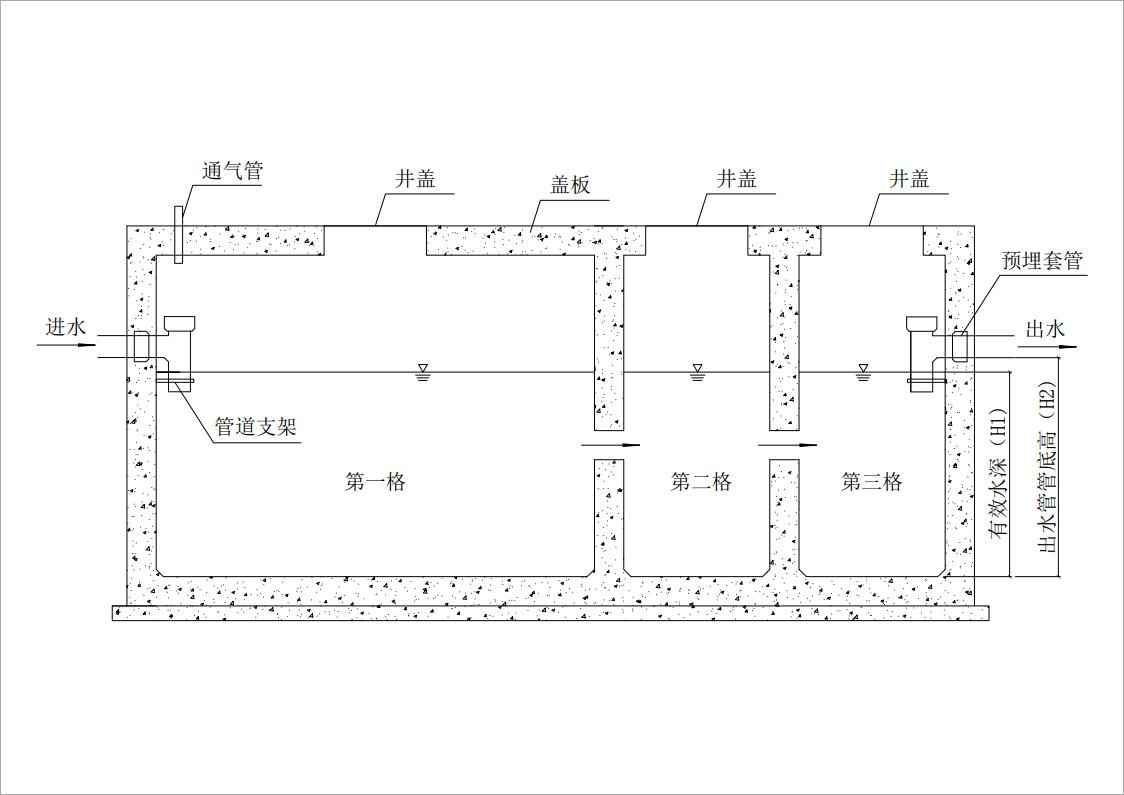 通气管
井盖
盖板
井盖
井盖
预埋套管
进水
出水
管道支架
第一格
第二格
第三格
有效水深（H1）
出水管管底高（H2）